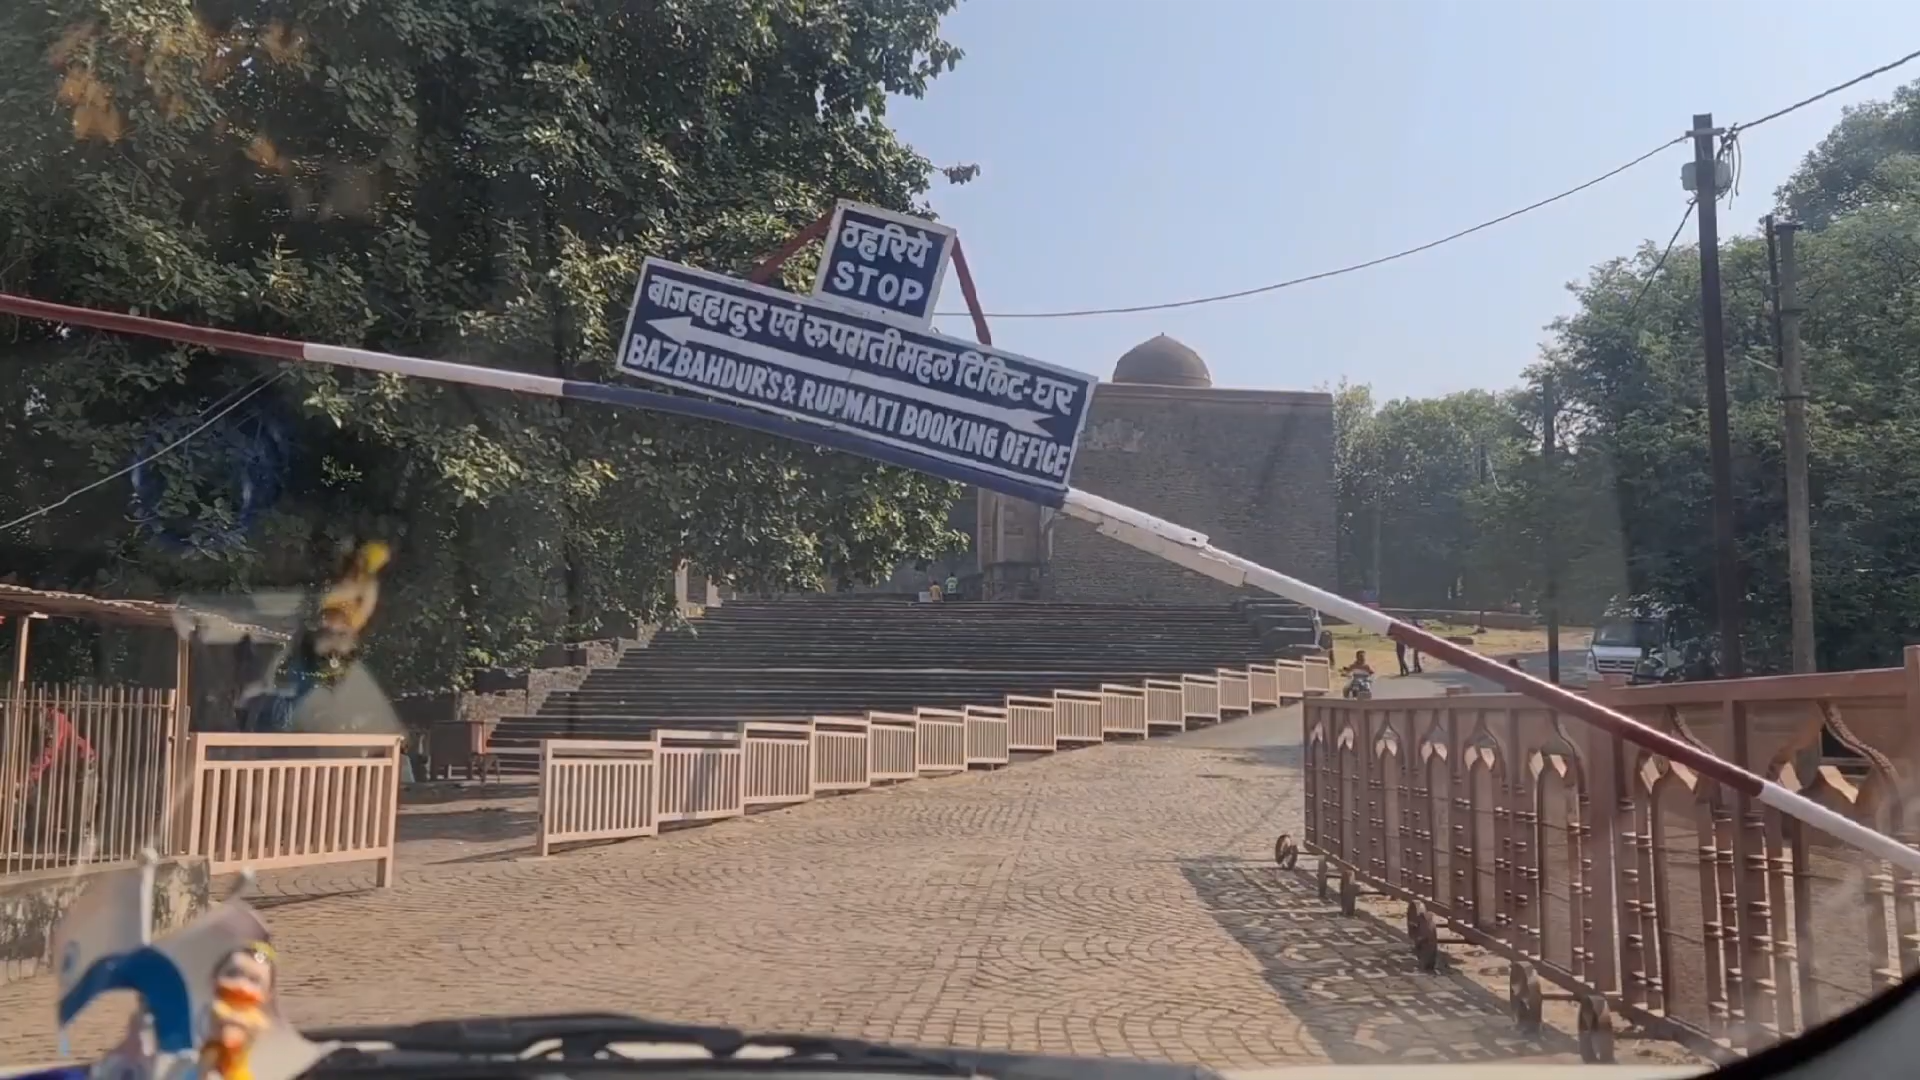 ठहरिये
STOP
बाजबहादुर एवं रूपमती महल टिकिट-घर
BAZBAHDUR'S & RUPMATI BOOKING OFFICE